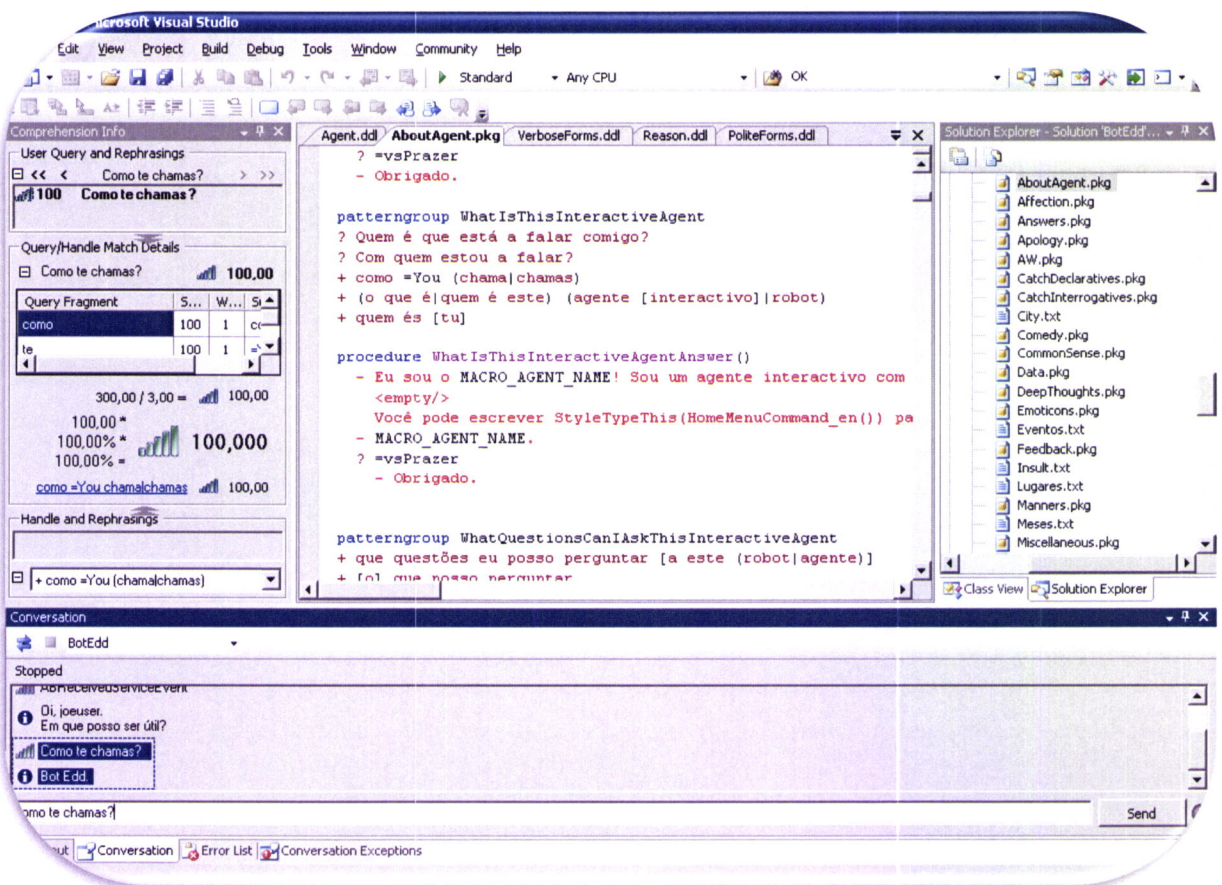 Microsoft Visual Studio
Edit View Project Build Debug Tools Window Community Help
Standard Any CPU OK
Comprehension Info
User Query and Rephrasings
<< < Como te chamas? > >>
100 Como te chamas?
Query/Handle Match Details
Como te chamas? 100,00
Query Fragment S... W...
como 100 1
te 100 1
300,00 / 3,00 = 100,00
100,00 *
100,00% * 100,000
100,00% =
como =You chama|chamas 100,00
Handle and Rephrasings
+ como =You (chama|chamas)
Agent.ddl AboutAgent.pkg VerboseForms.ddl Reason.ddl PoliteForms.ddl
? =vsPrazer
- Obrigado.
patterngroup WhatIsThisInteractiveAgent
? Quem é que está a falar comigo?
? Com quem estou a falar?
+ como =You (chama|chamas)
+ (o que é|quem é este) (agente [interactivo]|robot)
+ quem és [tu]
procedure WhatIsThisInteractiveAgentAnswer()
- Eu sou o MACRO_AGENT_NAME! Sou um agente interactivo com
<empty/>
Você pode escrever StyleTypeThis(HomeMenuCommand_en()) pa
- MACRO_AGENT_NAME.
? =vsPrazer
- Obrigado.
patterngroup WhatQuestionsCanIAskThisInteractiveAgent
+ que questões eu posso perguntar [a este (robot|agente)]
+ [o] que posso perguntar
Solution Explorer - Solution 'BotEdd'...
AboutAgent.pkg
Affection.pkg
Answers.pkg
Apology.pkg
AW.pkg
CatchDeclaratives.pkg
CatchInterrogatives.pkg
City.txt
Comedy.pkg
CommonSense.pkg
Data.pkg
DeepThoughts.pkg
Emoticons.pkg
Eventos.txt
Feedback.pkg
Insult.txt
Lugares.txt
Manners.pkg
Meses.txt
Miscellaneous.pkg
Class View Solution Explorer
Conversation
BotEdd
Stopped
AbReceivedServiceEvent
Oi, joeuser.
Em que posso ser útil?
Como te chamas?
Bot Edd.
omo te chamas?
Send
Conversation Error List Conversation Exceptions